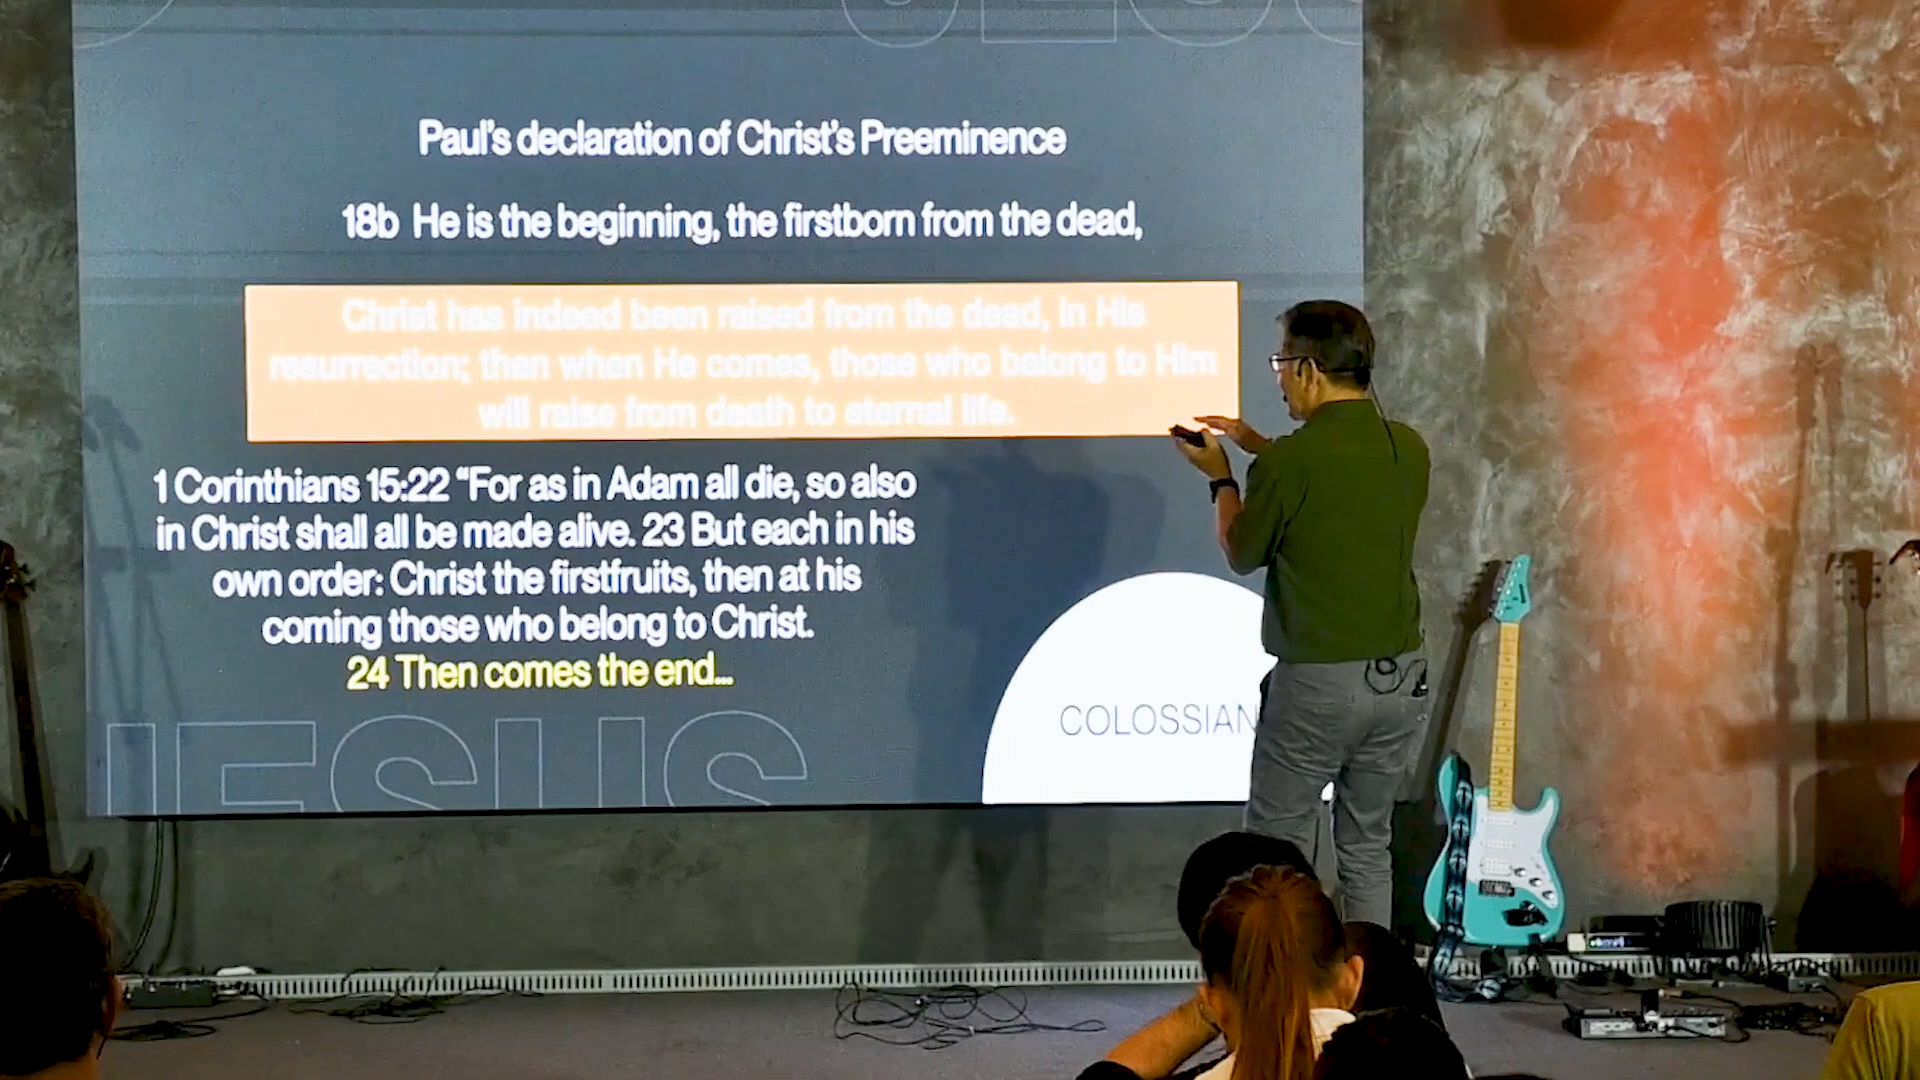 JESU
Paul's declaration of Christ's Preeminence
18b He is the beginning, the firstborn from the dead,
Christ has indeed been raised from the dead, in His
resurrection; then when He comes, those who belong to Him
will raise from death to eternal life.
1 Corinthians 15:22 “For as in Adam all die, so also
in Christ shall all be made alive. 23 But each in his
own order: Christ the firstfruits, then at his
coming those who belong to Christ.
24 Then comes the end...
COLOSSIAN
JESUS
zoom